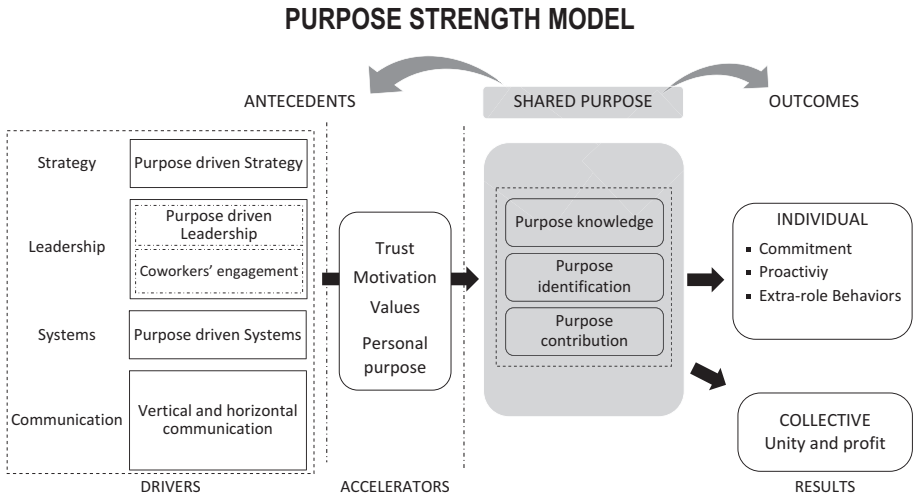 PURPOSE STRENGTH MODEL
ANTECEDENTS
SHARED PURPOSE
OUTCOMES
Strategy
Purpose driven Strategy
Leadership
Purpose driven
Leadership
Coworkers’ engagement
Systems
Purpose driven Systems
Communication
Vertical and horizontal
communication
Trust
Motivation
Values
Personal
purpose
Purpose knowledge
Purpose
identification
Purpose
contribution
INDIVIDUAL
▪ Commitment
▪ Proactiviy
▪ Extra-role Behaviors
COLLECTIVE
Unity and profit
DRIVERS
ACCELERATORS
RESULTS